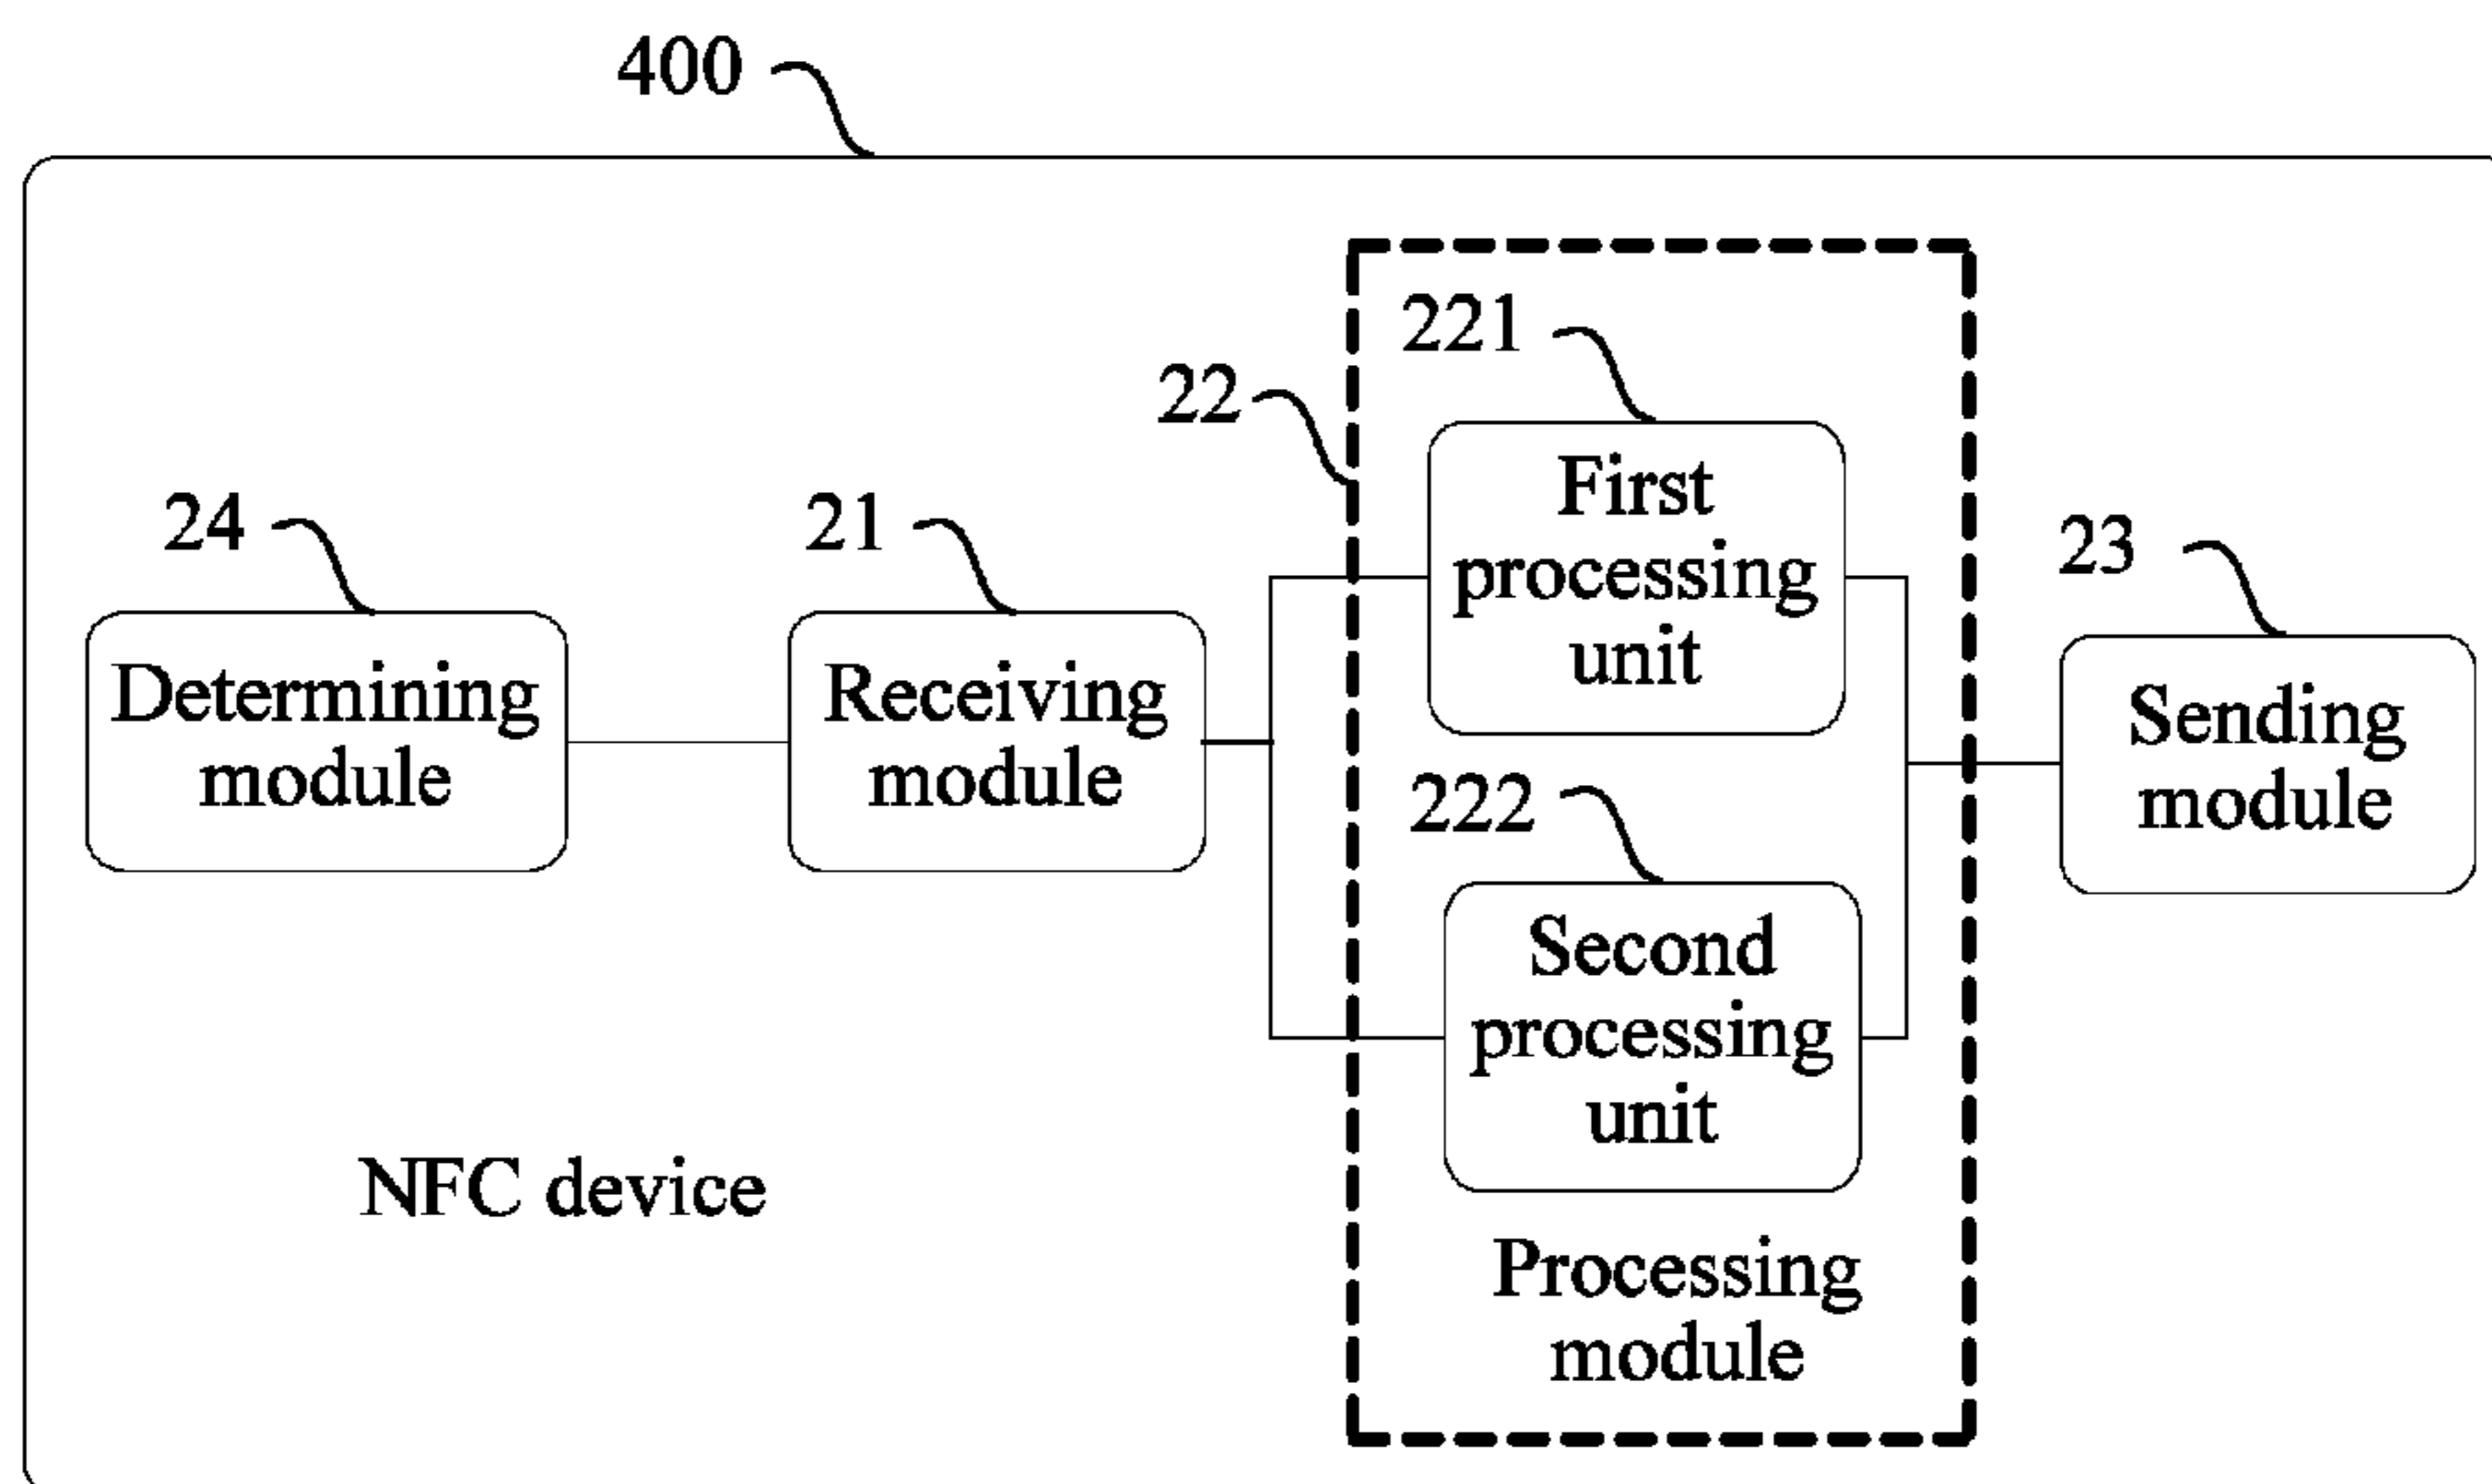 400
221
22
First
processing
unit
24
21
23
Determining
module
Receiving
module
Sending
module
222
Second
processing
unit
NFC device
Processing
module